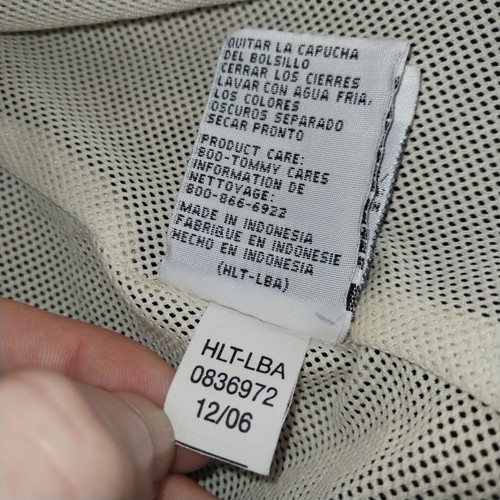 QUITAR LA CAPUCHA
DEL BOLSILLO
CERRAR LOS CIERRES
LAVAR CON AGUA FRIA,
LOS COLORES
OSCUROS SEPARADO
SECAR PRONTO
PRODUCT CARE:
800-TOMMY CARES
INFORMATION DE
NETTOYAGE:
800-866-6922
MADE IN INDONESIA
FABRIQUE EN INDONESIE
HECHO EN INDONESIA
(HLT-LBA)
HLT-LBA
0836972
12/06